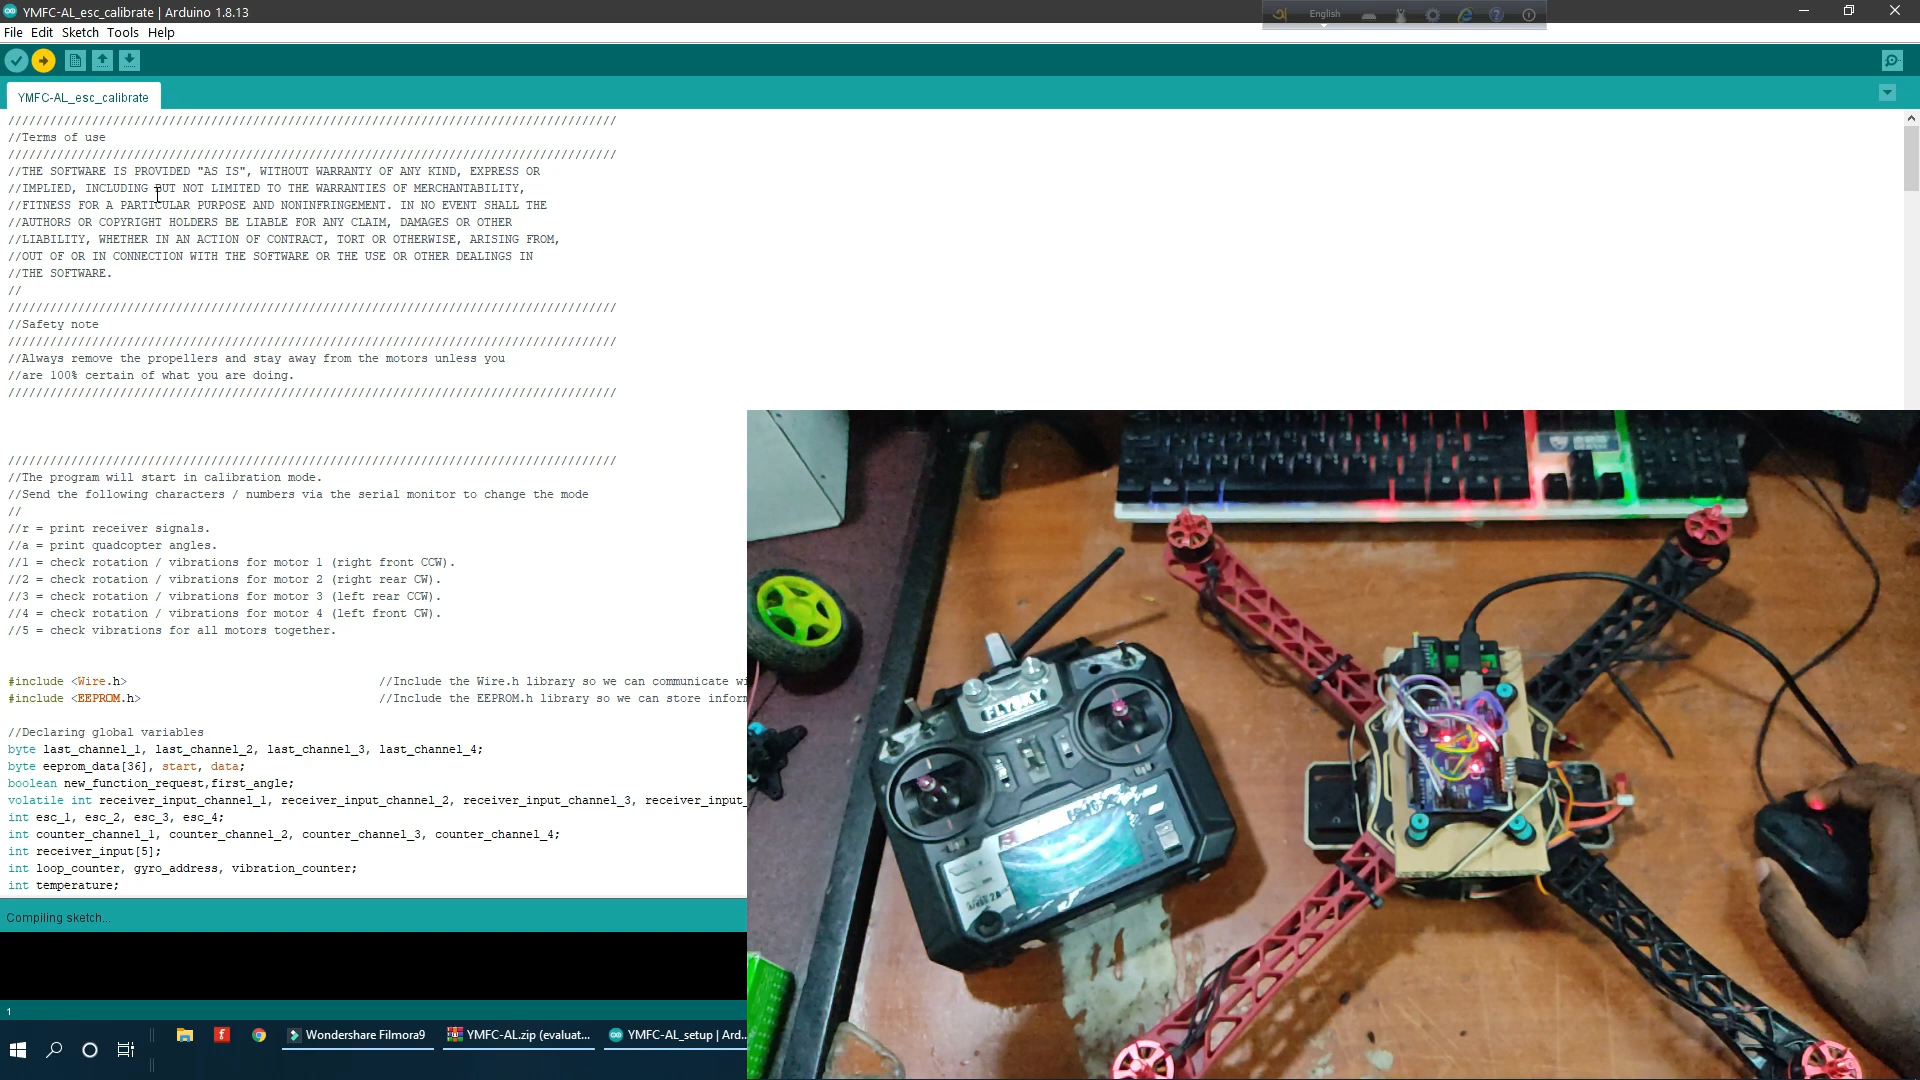 YMFC-AL_esc_calibrate | Arduino 1.8.13
English
File Edit Sketch Tools Help
YMFC-AL_esc_calibrate
///////////////////////////////////////////////////////////////////////////////////////
//Terms of use
///////////////////////////////////////////////////////////////////////////////////////
//THE SOFTWARE IS PROVIDED "AS IS", WITHOUT WARRANTY OF ANY KIND, EXPRESS OR
//IMPLIED, INCLUDING BUT NOT LIMITED TO THE WARRANTIES OF MERCHANTABILITY,
//FITNESS FOR A PARTICULAR PURPOSE AND NONINFRINGEMENT. IN NO EVENT SHALL THE
//AUTHORS OR COPYRIGHT HOLDERS BE LIABLE FOR ANY CLAIM, DAMAGES OR OTHER
//LIABILITY, WHETHER IN AN ACTION OF CONTRACT, TORT OR OTHERWISE, ARISING FROM,
//OUT OF OR IN CONNECTION WITH THE SOFTWARE OR THE USE OR OTHER DEALINGS IN
//THE SOFTWARE.
//
///////////////////////////////////////////////////////////////////////////////////////
//Safety note
///////////////////////////////////////////////////////////////////////////////////////
//Always remove the propellers and stay away from the motors unless you
//are 100% certain of what you are doing.
///////////////////////////////////////////////////////////////////////////////////////
///////////////////////////////////////////////////////////////////////////////////////
//The program will start in calibration mode.
//Send the following characters / numbers via the serial monitor to change the mode
//
//r = print receiver signals.
//a = print quadcopter angles.
//1 = check rotation / vibrations for motor 1 (right front CCW).
//2 = check rotation / vibrations for motor 2 (right rear CW).
//3 = check rotation / vibrations for motor 3 (left rear CCW).
//4 = check rotation / vibrations for motor 4 (left front CW).
//5 = check vibrations for all motors together.
#include <Wire.h> //Include the Wire.h library so we can communicate wi
#include <EEPROM.h> //Include the EEPROM.h library so we can store infor
//Declaring global variables
byte last_channel_1, last_channel_2, last_channel_3, last_channel_4;
byte eeprom_data[36], start, data;
boolean new_function_request,first_angle;
volatile int receiver_input_channel_1, receiver_input_channel_2, receiver_input_channel_3, receiver_input_
int esc_1, esc_2, esc_3, esc_4;
int counter_channel_1, counter_channel_2, counter_channel_3, counter_channel_4;
int receiver_input[5];
int loop_counter, gyro_address, vibration_counter;
int temperature;
Compiling sketch...
1
Wondershare Filmora9
YMFC-AL.zip (evaluat...
YMFC-AL_setup | Ard...
FLYSKY